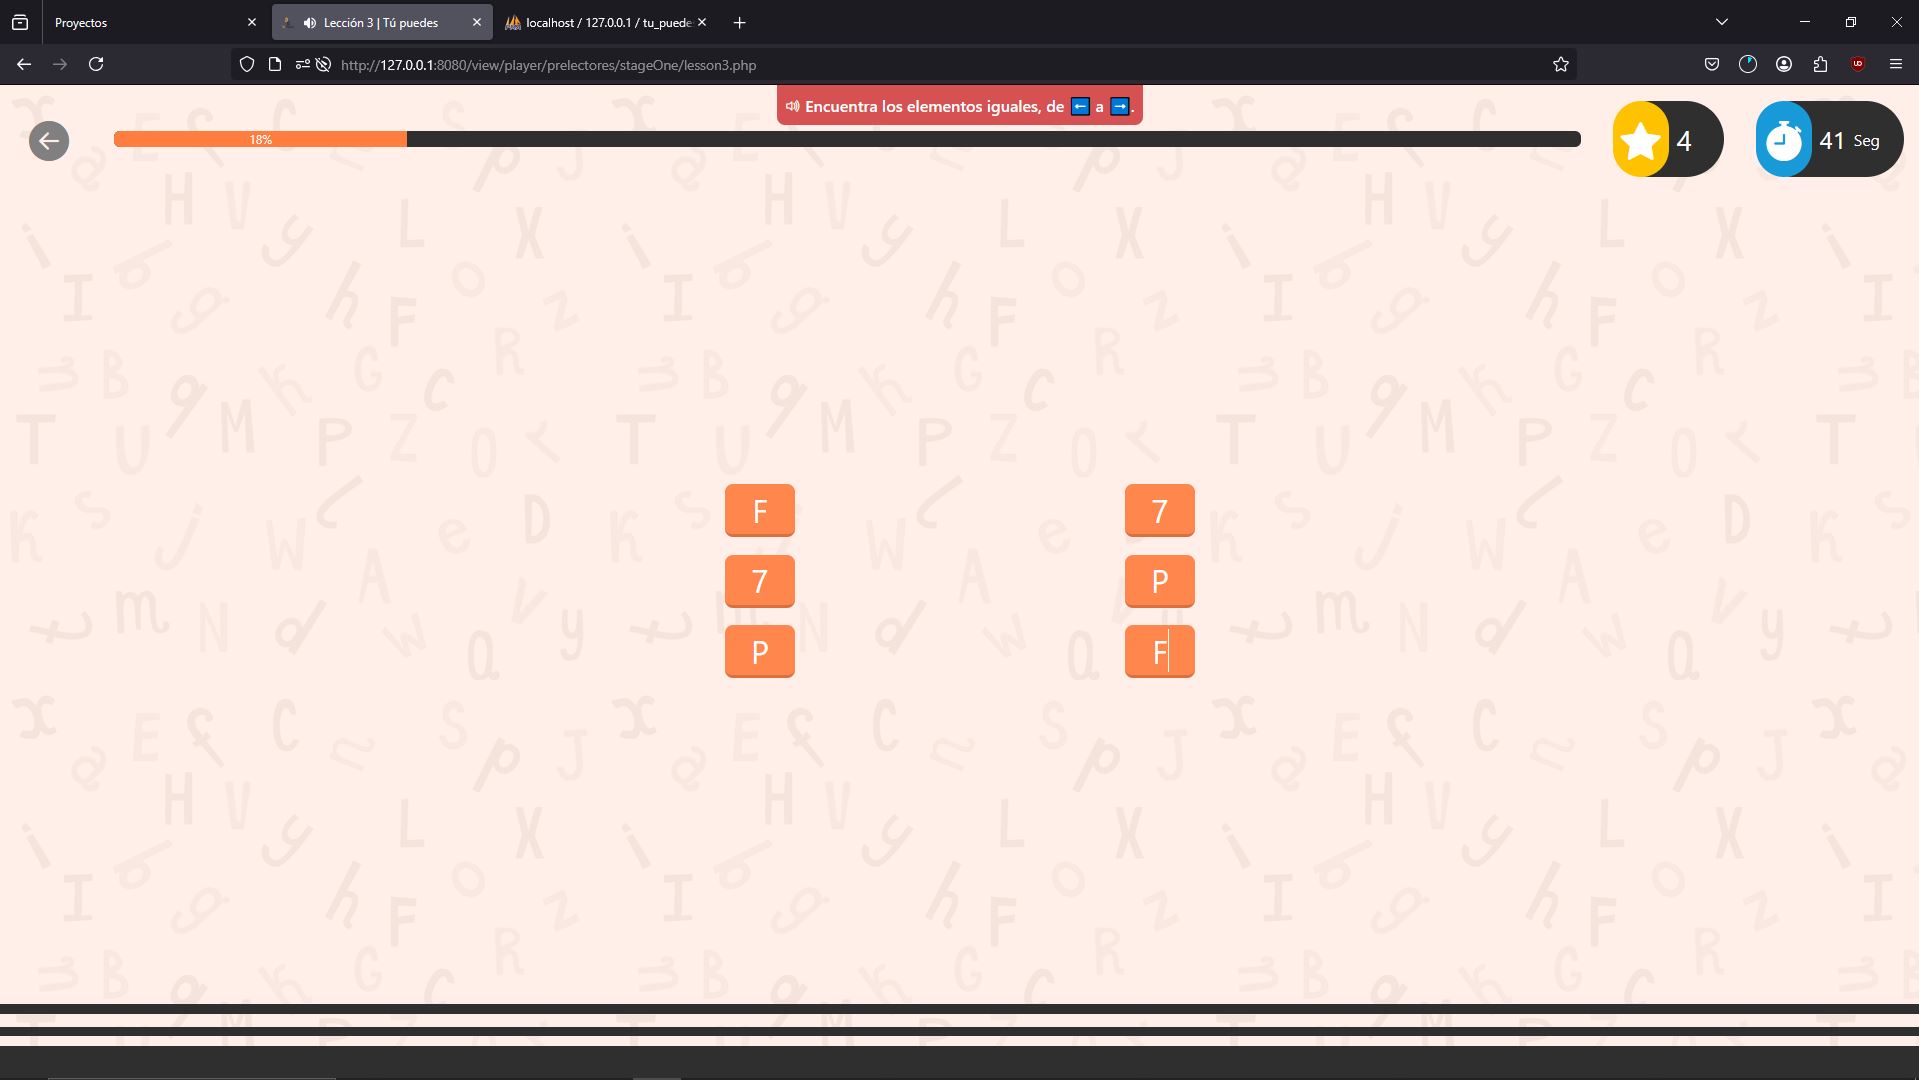 Proyectos
Lección 3 | Tú puedes
localhost / 127.0.0.1 / tu_puede
http://127.0.0.1:8080/view/player/prelectores/stageOne/lesson3.php
Encuentra los elementos iguales, de ← a →.
18%
4
41 Seg
F
7
7
P
P
F